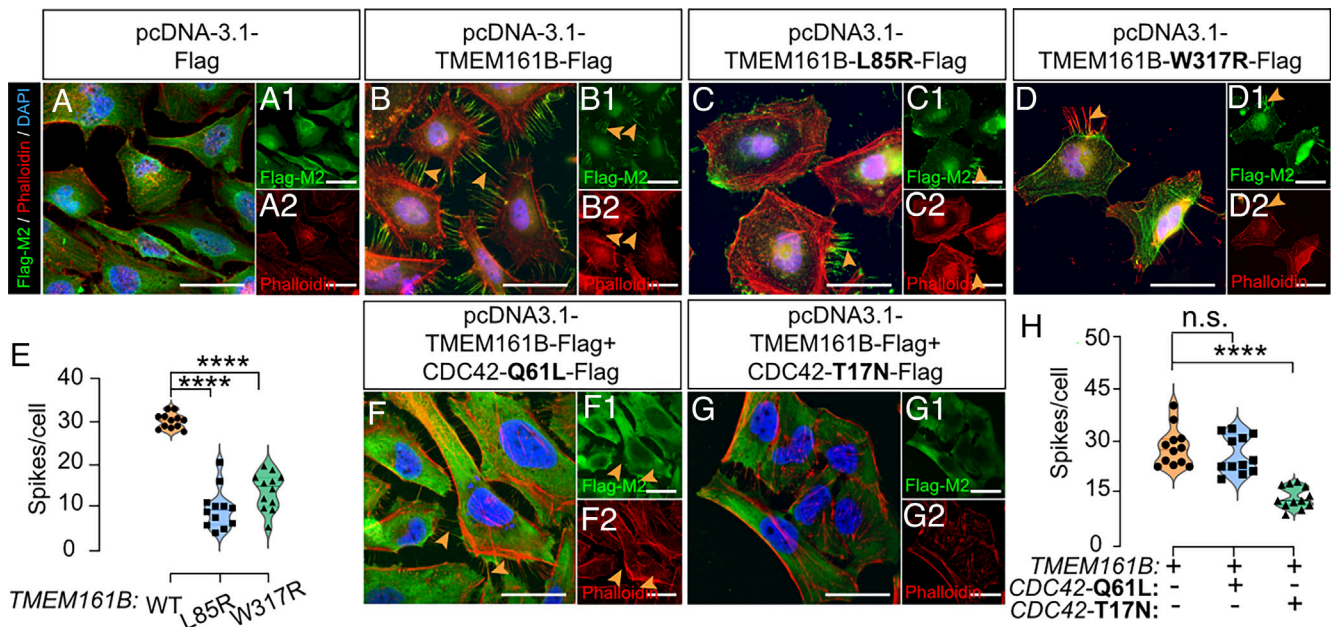 pcDNA-3.1-
Flag
pcDNA-3.1-
TMEM161B-Flag
pcDNA3.1-
TMEM161B-L85R-Flag
pcDNA3.1-
TMEM161B-W317R-Flag
Flag-M2 / Phalloidin / DAPI
A
A1
Flag-M2
A2
Phalloidin
B
B1
Flag-M2
B2
Phalloidin
C
C1
Flag-M2
C2
Phalloidin
D
D1
Flag-M2
D2
Phalloidin
E
Spikes/cell
40
30
20
10
0
****
****
TMEM161B: WT L85R W317R
pcDNA3.1-
TMEM161B-Flag+
CDC42-Q61L-Flag
pcDNA3.1-
TMEM161B-Flag+
CDC42-T17N-Flag
F
F1
Flag-M2
F2
Phalloidin
G
G1
Flag-M2
G2
Phalloidin
H
Spikes/cell
50
45
30
15
0
n.s.
****
TMEM161B: + + +
CDC42-Q61L: - + -
CDC42-T17N: - - +